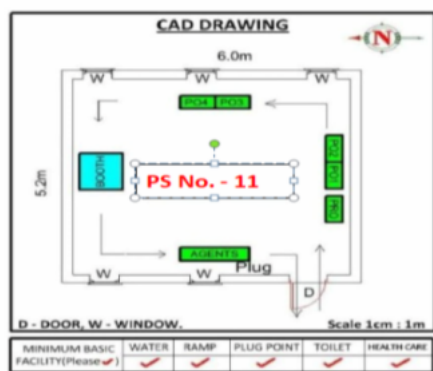 CAD DRAWING
N
6.0m
W W W
PO4 PO3
5.2m
BOOTH
PS No. - 11
PO2 PO1
PRO
AGENTS
Plug
W W
D
D - DOOR, W - WINDOW.
Scale 1cm : 1m
MINIMUM BASIC FACILITY(Please✓) WATER RAMP PLUG POINT TOILET HEALTH CARE